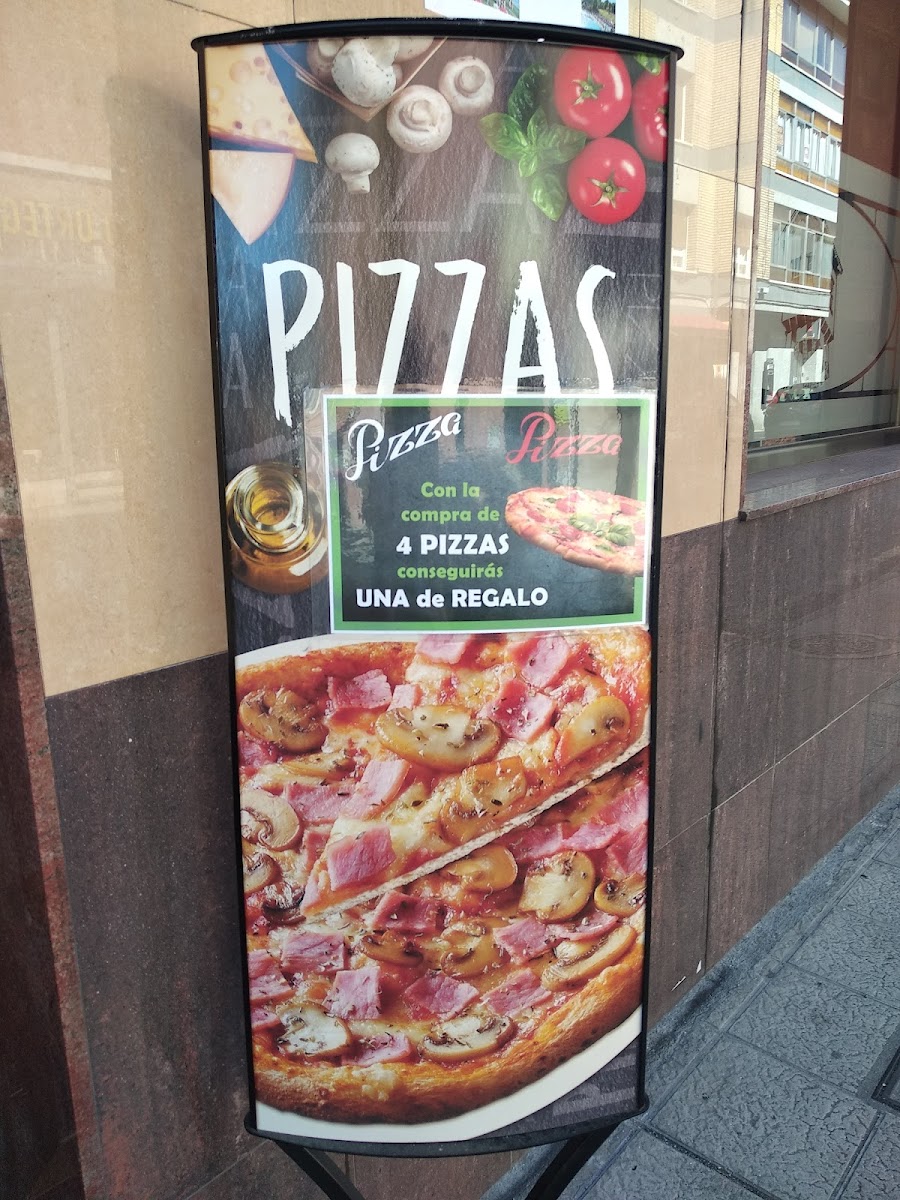 PIZZAS
Pizza Pizza
Con la
compra de
4 PIZZAS
conseguirás
UNA de REGALO